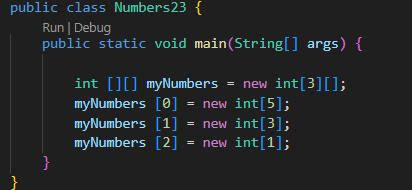 public class Numbers23 {
Run | Debug
public static void main(String[] args) {
int [][] myNumbers = new int[3][];
myNumbers [0] = new int[5];
myNumbers [1] = new int[3];
myNumbers [2] = new int[1];
}
}